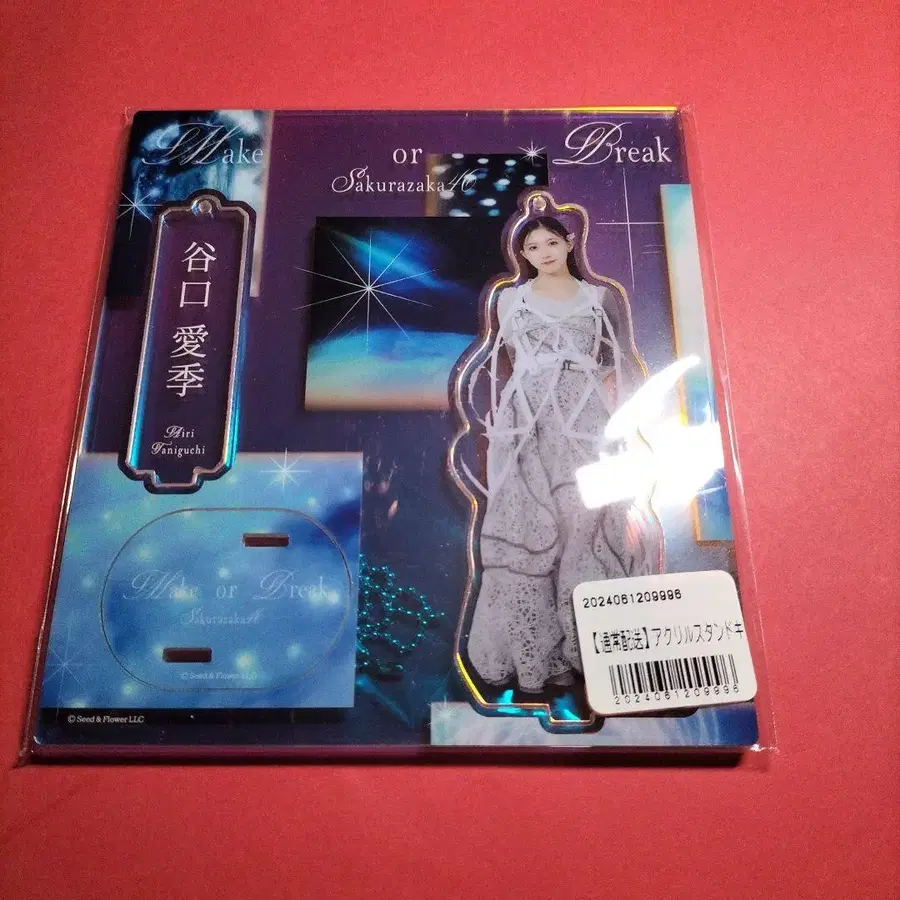 Make or Break
Sakurazaka46
谷口 愛季
Airi
Taniguchi
Make or Break
Sakurazaka46
© Seed & Flower LLC
© Seed & Flower LLC
2024061209996
【通常配送】アクリルスタンドキ
2024061209996